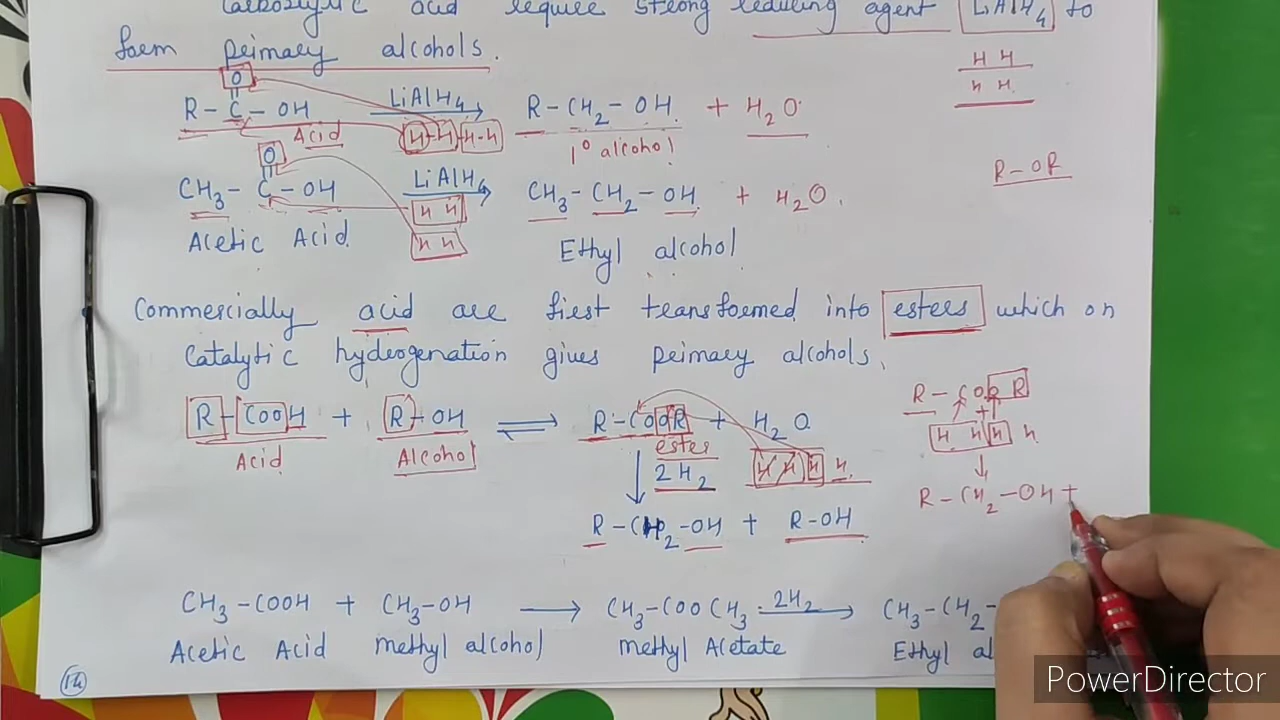 Carboxylic acid require strong reducing agent LiAlH4 to
form primary alcohols.
H H
H H
O
R - C - OH LiAlH4 R - CH2 - OH + H2O
Acid H-H H-H 1° alcohol
R - OR
O
CH3 - C - OH LiAlH4 CH3 - CH2 - OH + H2O.
H H
H H
Acetic Acid Ethyl alcohol
Commercially acid are first transformed into esters which on
catalytic hydrogenation gives primary alcohols.
R - COOH + R - OH ⇌ R - COOR + H2O
Acid Alcohol ester
2H2 H H H H
R - CH2 - OH + R - OH
R - COOR
+
H H H H
↓
R - CH2 - OH +
CH3 - COOH + CH3 - OH → CH3 - COOCH3 2H2 → CH3 - CH2 -
Acetic Acid methyl alcohol methyl Acetate Ethyl al
14
PowerDirector